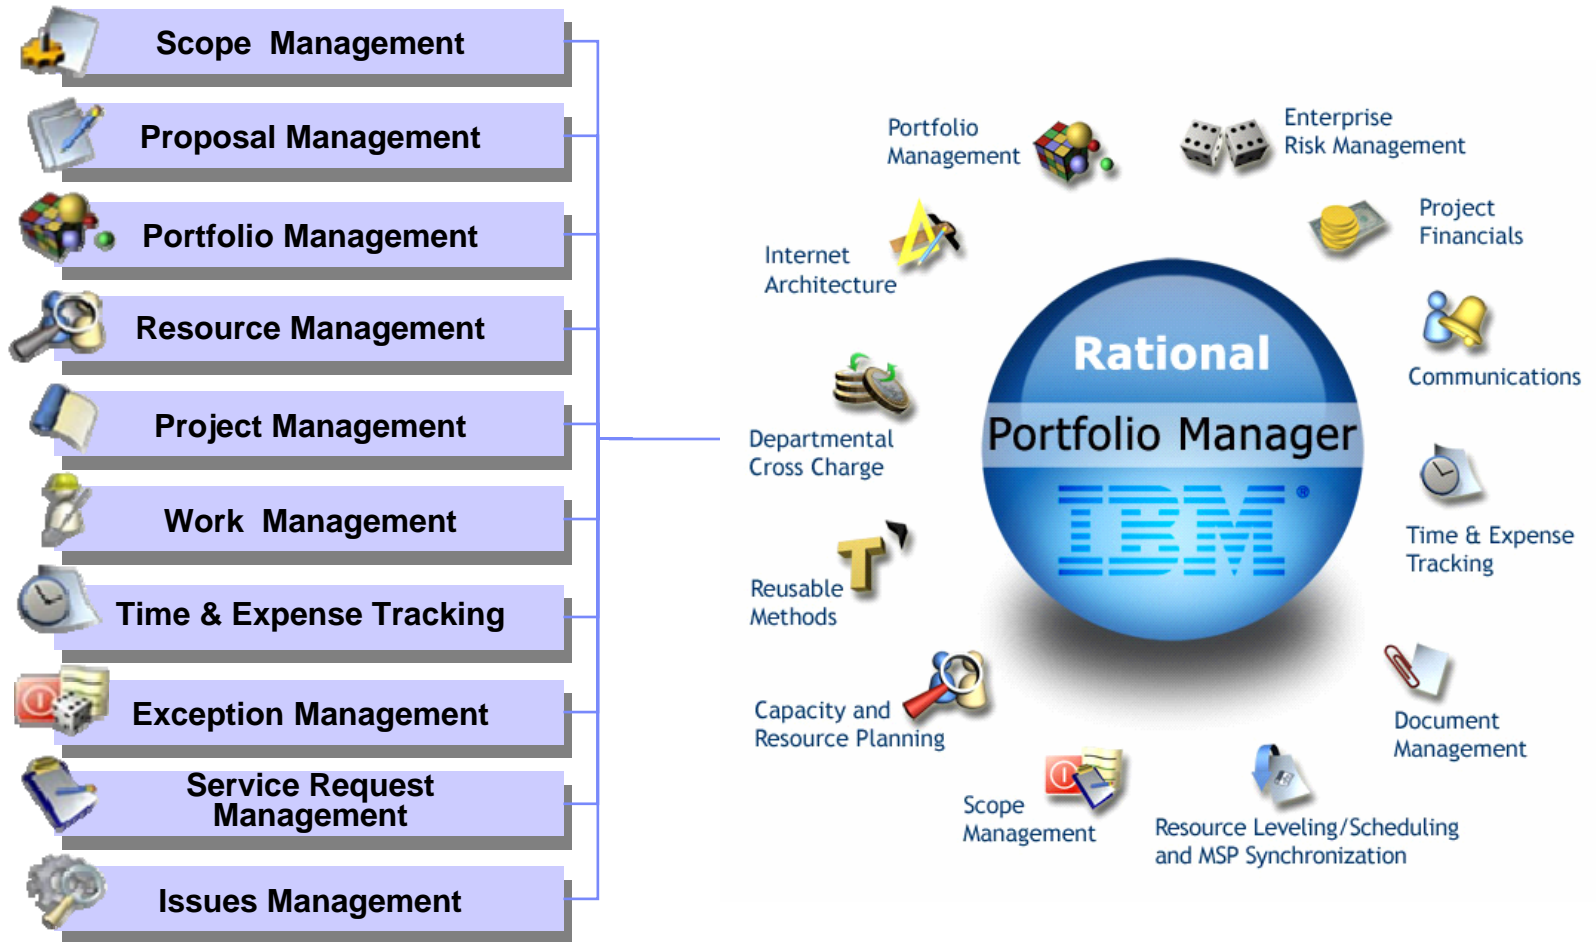 Scope Management
Proposal Management
Portfolio Management
Resource Management
Project Management
Work Management
Time & Expense Tracking
Exception Management
Service Request
Management
Issues Management
Portfolio
Management
Enterprise
Risk Management
Project
Financials
Internet
Architecture
Communications
Departmental
Cross Charge
Time & Expense
Tracking
Reusable
Methods
Capacity and
Resource Planning
Document
Management
Scope
Management
Resource Leveling/Scheduling
and MSP Synchronization
Rational
Portfolio Manager
IBM®